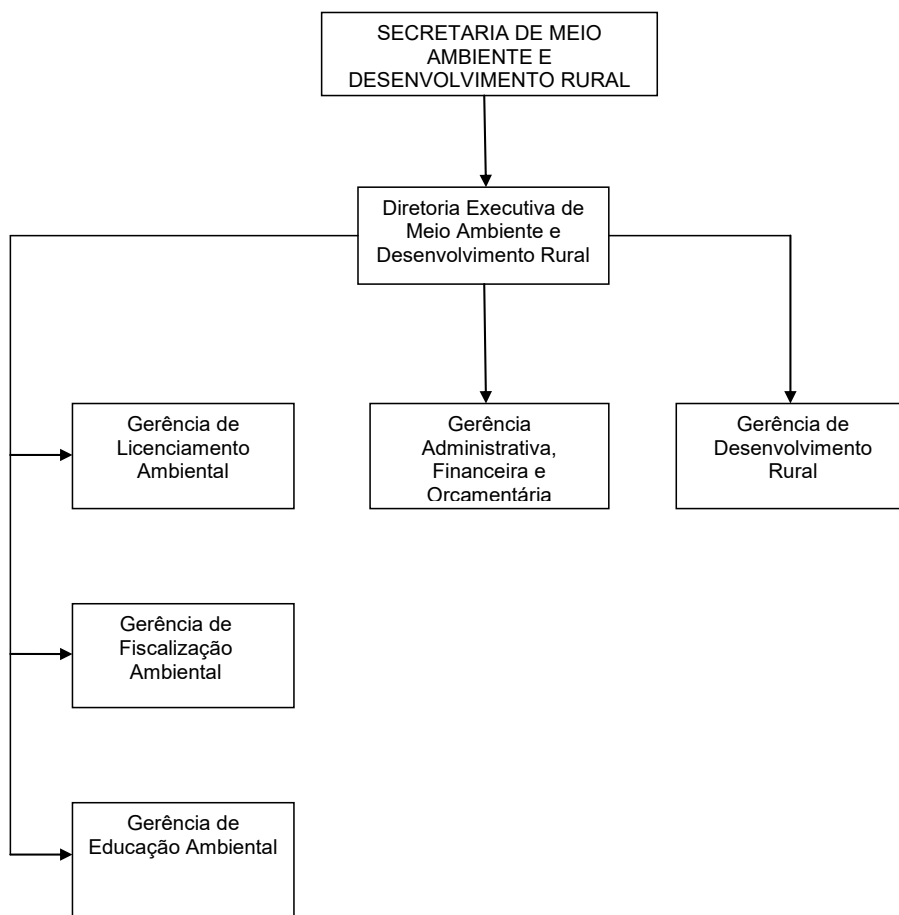 SECRETARIA DE MEIO
AMBIENTE E
DESENVOLVIMENTO RURAL
Diretoria Executiva de
Meio Ambiente e
Desenvolvimento Rural
Gerência de
Licenciamento
Ambiental
Gerência
Administrativa,
Financeira e
Orçamentária
Gerência de
Desenvolvimento
Rural
Gerência de
Fiscalização
Ambiental
Gerência de
Educação Ambiental